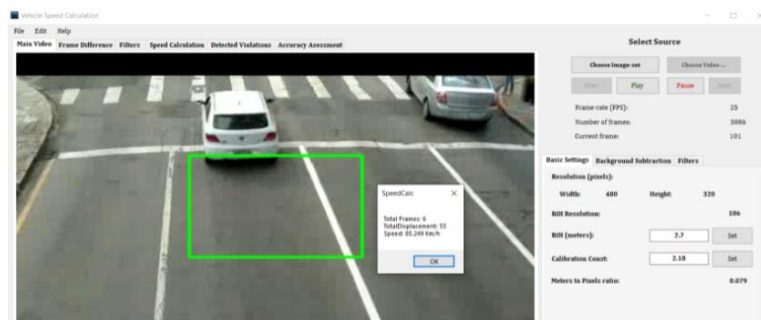 Vehicle Speed Calculation
File Edit Help
Main Video Frame Difference Filters Speed Calculation Detected Violations Accuracy Asessment
Select Source
Choose Image-set Choose Video ...
Prev Play Pause Next
Frame-rate (FPS): 25
Number of frames: 3086
Current frame: 101
Basic Settings Background Subtraction Filters
Resolution (pixels):
Width: 480 Height: 320
ROI Resolution: 106
ROI (meters): 2.7 Set
Calibration Const: 2.10 Set
Meters to Pixels ratio: 0.079
SpeedCalc
Total Frames: 6
TotalDisplacement: 55
Speed: 85.249 Km/h
OK